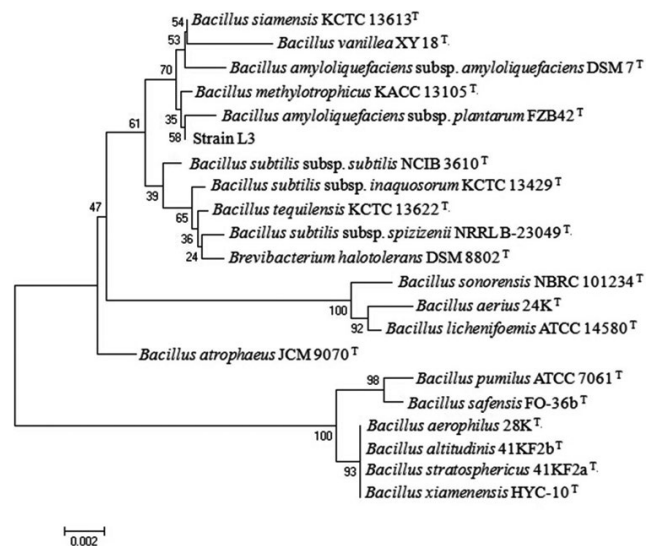 54
Bacillus siamensis KCTC 13613T
53
Bacillus vanillea XY18T
Bacillus amyloliquefaciens subsp. amyloliquefaciens DSM 7T
70
Bacillus methylotrophicus KACC 13105T
35
Bacillus amyloliquefaciens subsp. plantarum FZB42T
61
58
Strain L3
Bacillus subtilis subsp. subtilis NCIB 3610T
39
Bacillus subtilis subsp. inaquosorum KCTC 13429T
47
65
Bacillus tequilensis KCTC 13622T
36
Bacillus subtilis subsp. spizizenii NRRL B-23049T
24
Brevibacterium halotolerans DSM 8802T
Bacillus sonorensis NBRC 101234T
100
Bacillus aerius 24KT
92
Bacillus lichenifoemis ATCC 14580T
Bacillus atrophaeus JCM 9070T
98
Bacillus pumilus ATCC 7061T
Bacillus safensis FO-36bT
100
Bacillus aerophilus 28KT
Bacillus altitudinis 41KF2bT
93
Bacillus stratosphericus 41KF2aT
Bacillus xiamenensis HYC-10T
0.002